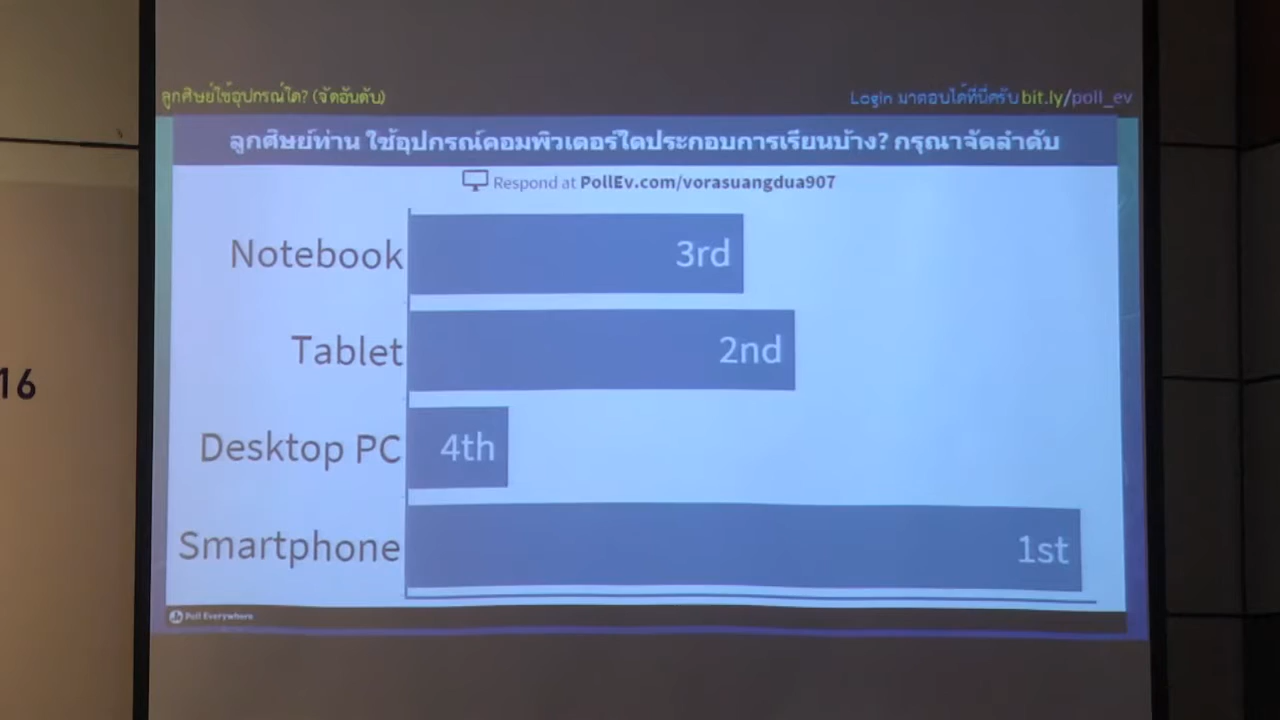 ลูกศิษย์ใช้อุปกรณ์ใด? (จัดอันดับ)
Login มาตอบได้ที่นี่ครับ bit.ly/poll_ev
ลูกศิษย์ท่าน ใช้อุปกรณ์คอมพิวเตอร์ใดประกอบการเรียนบ้าง? กรุณาจัดลำดับ
Respond at PollEv.com/vorasuangdua907
Notebook 3rd
Tablet 2nd
16
Desktop PC 4th
Smartphone 1st
Poll Everywhere